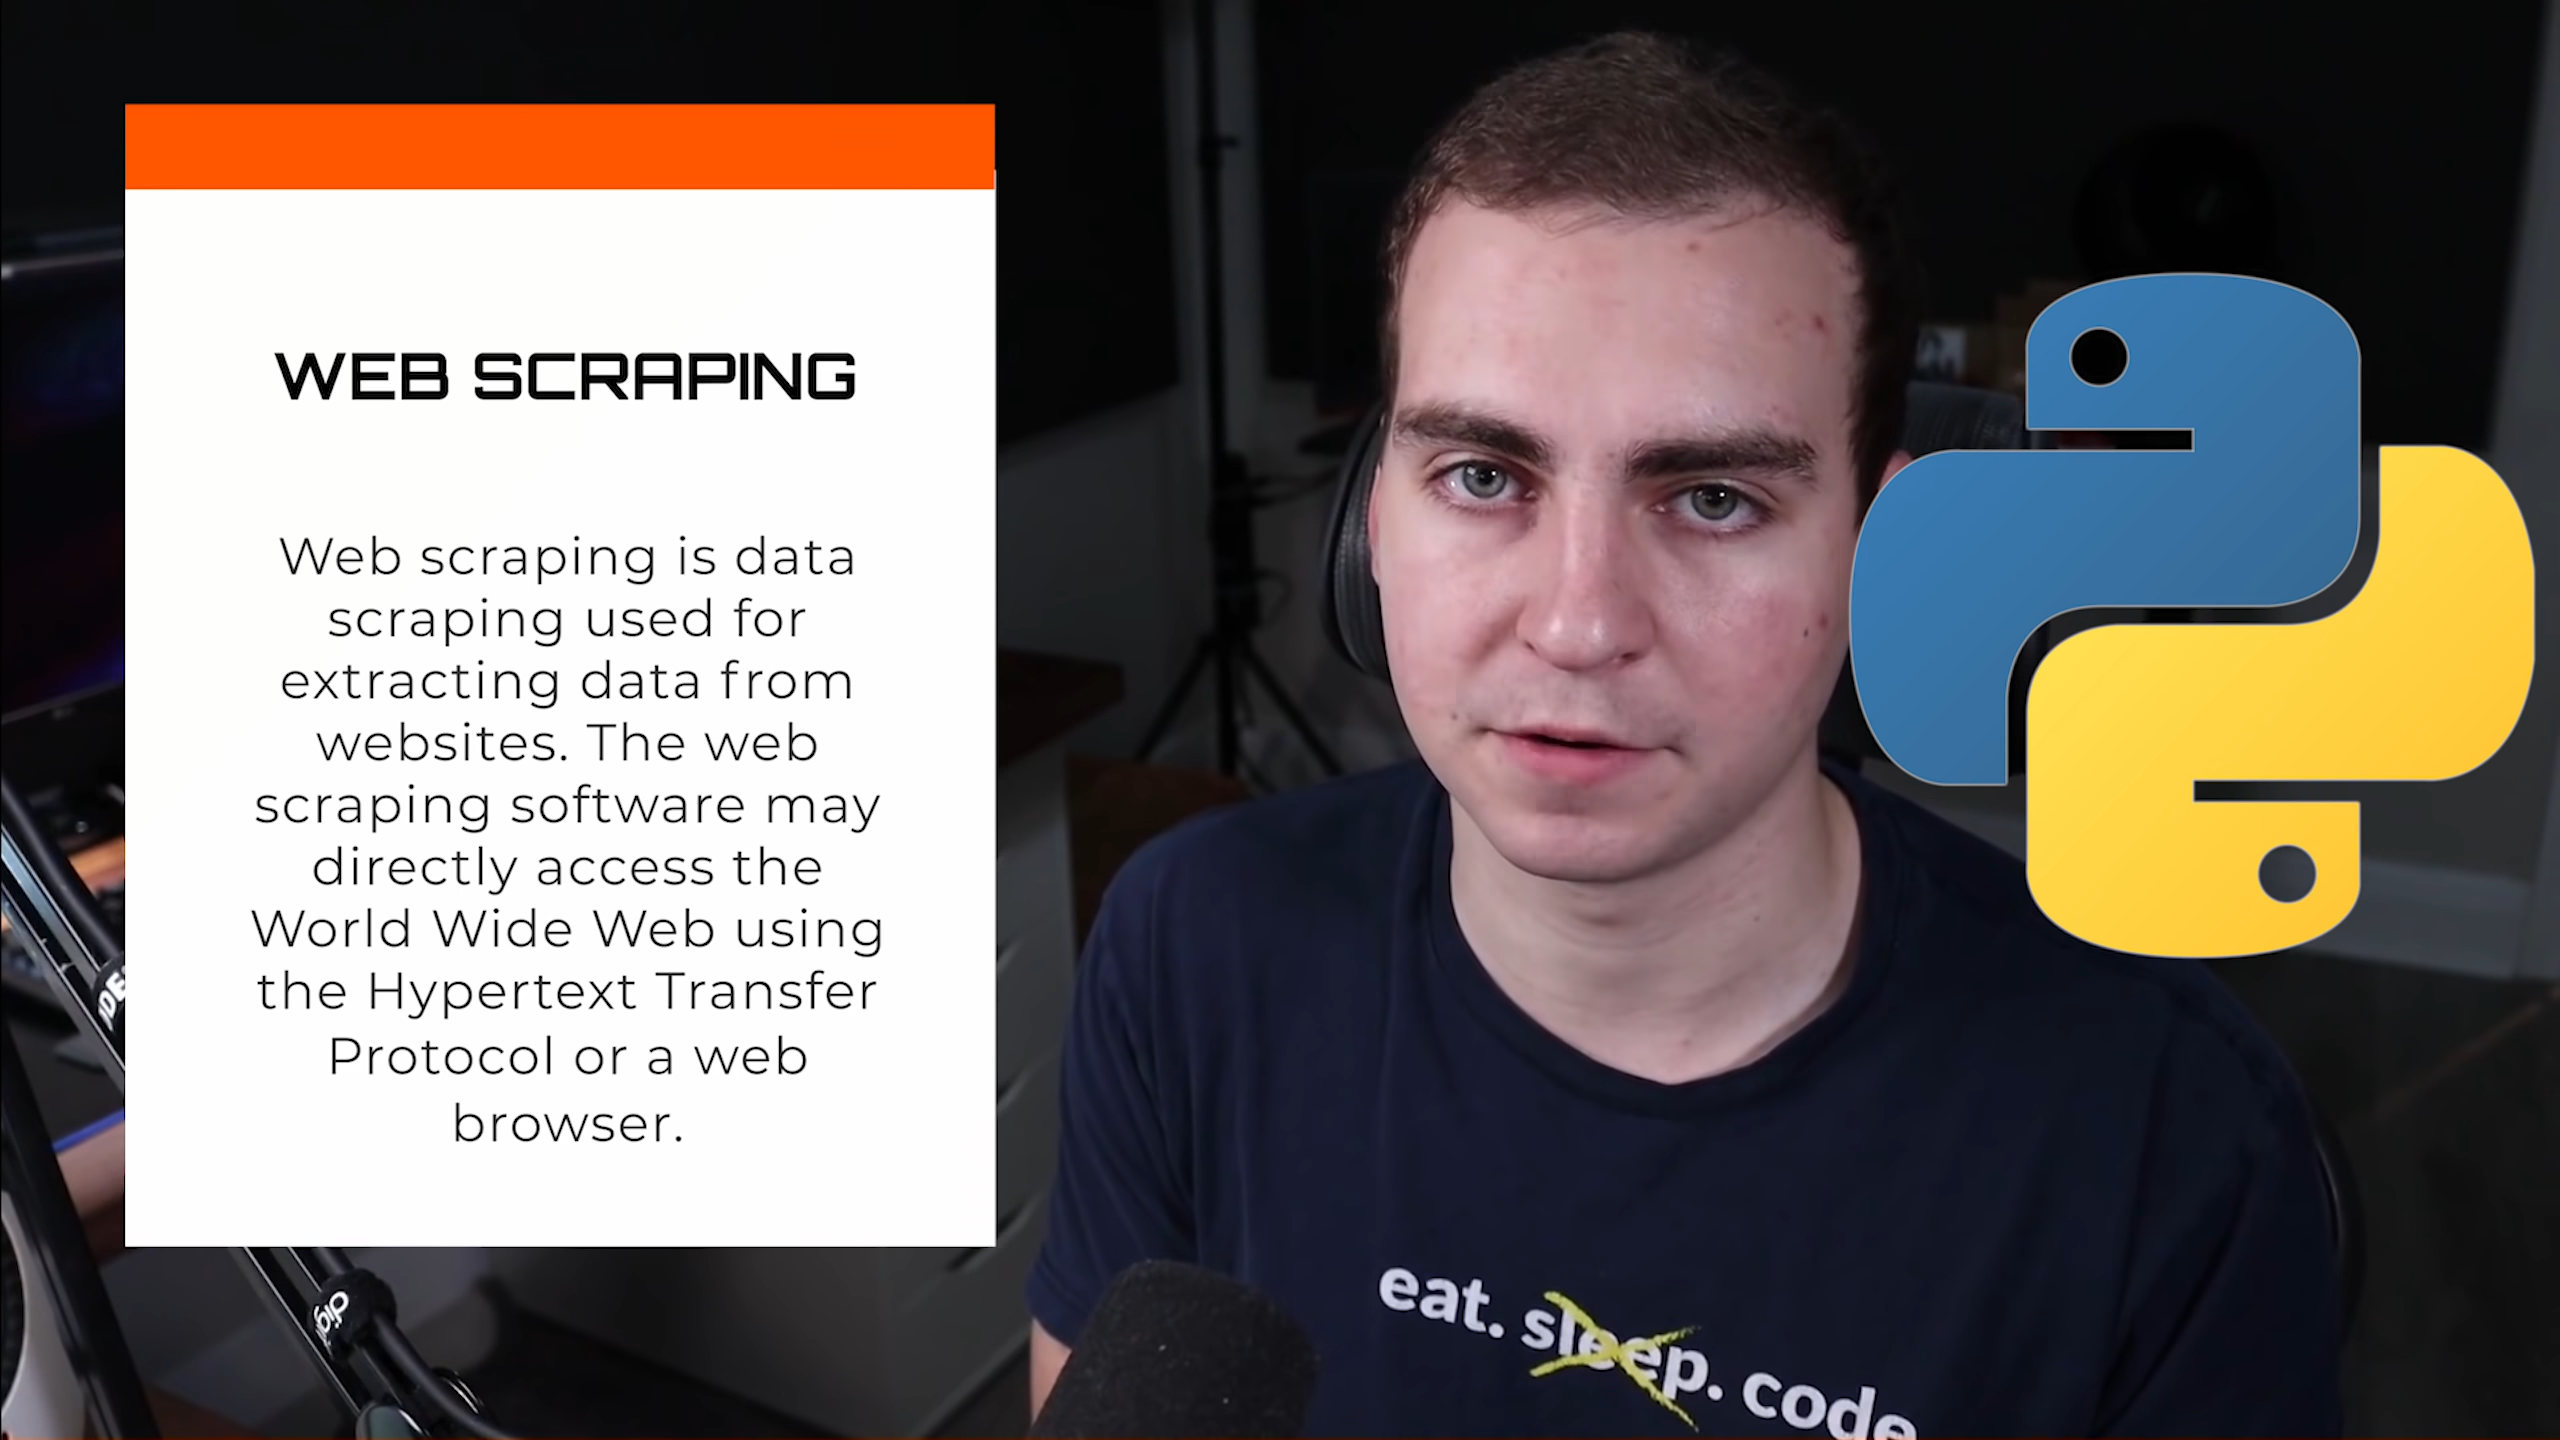 WEB SCRAPING
Web scraping is data
scraping used for
extracting data from
websites. The web
scraping software may
directly access the
World Wide Web using
the Hypertext Transfer
Protocol or a web
browser.
eat. sleep. code